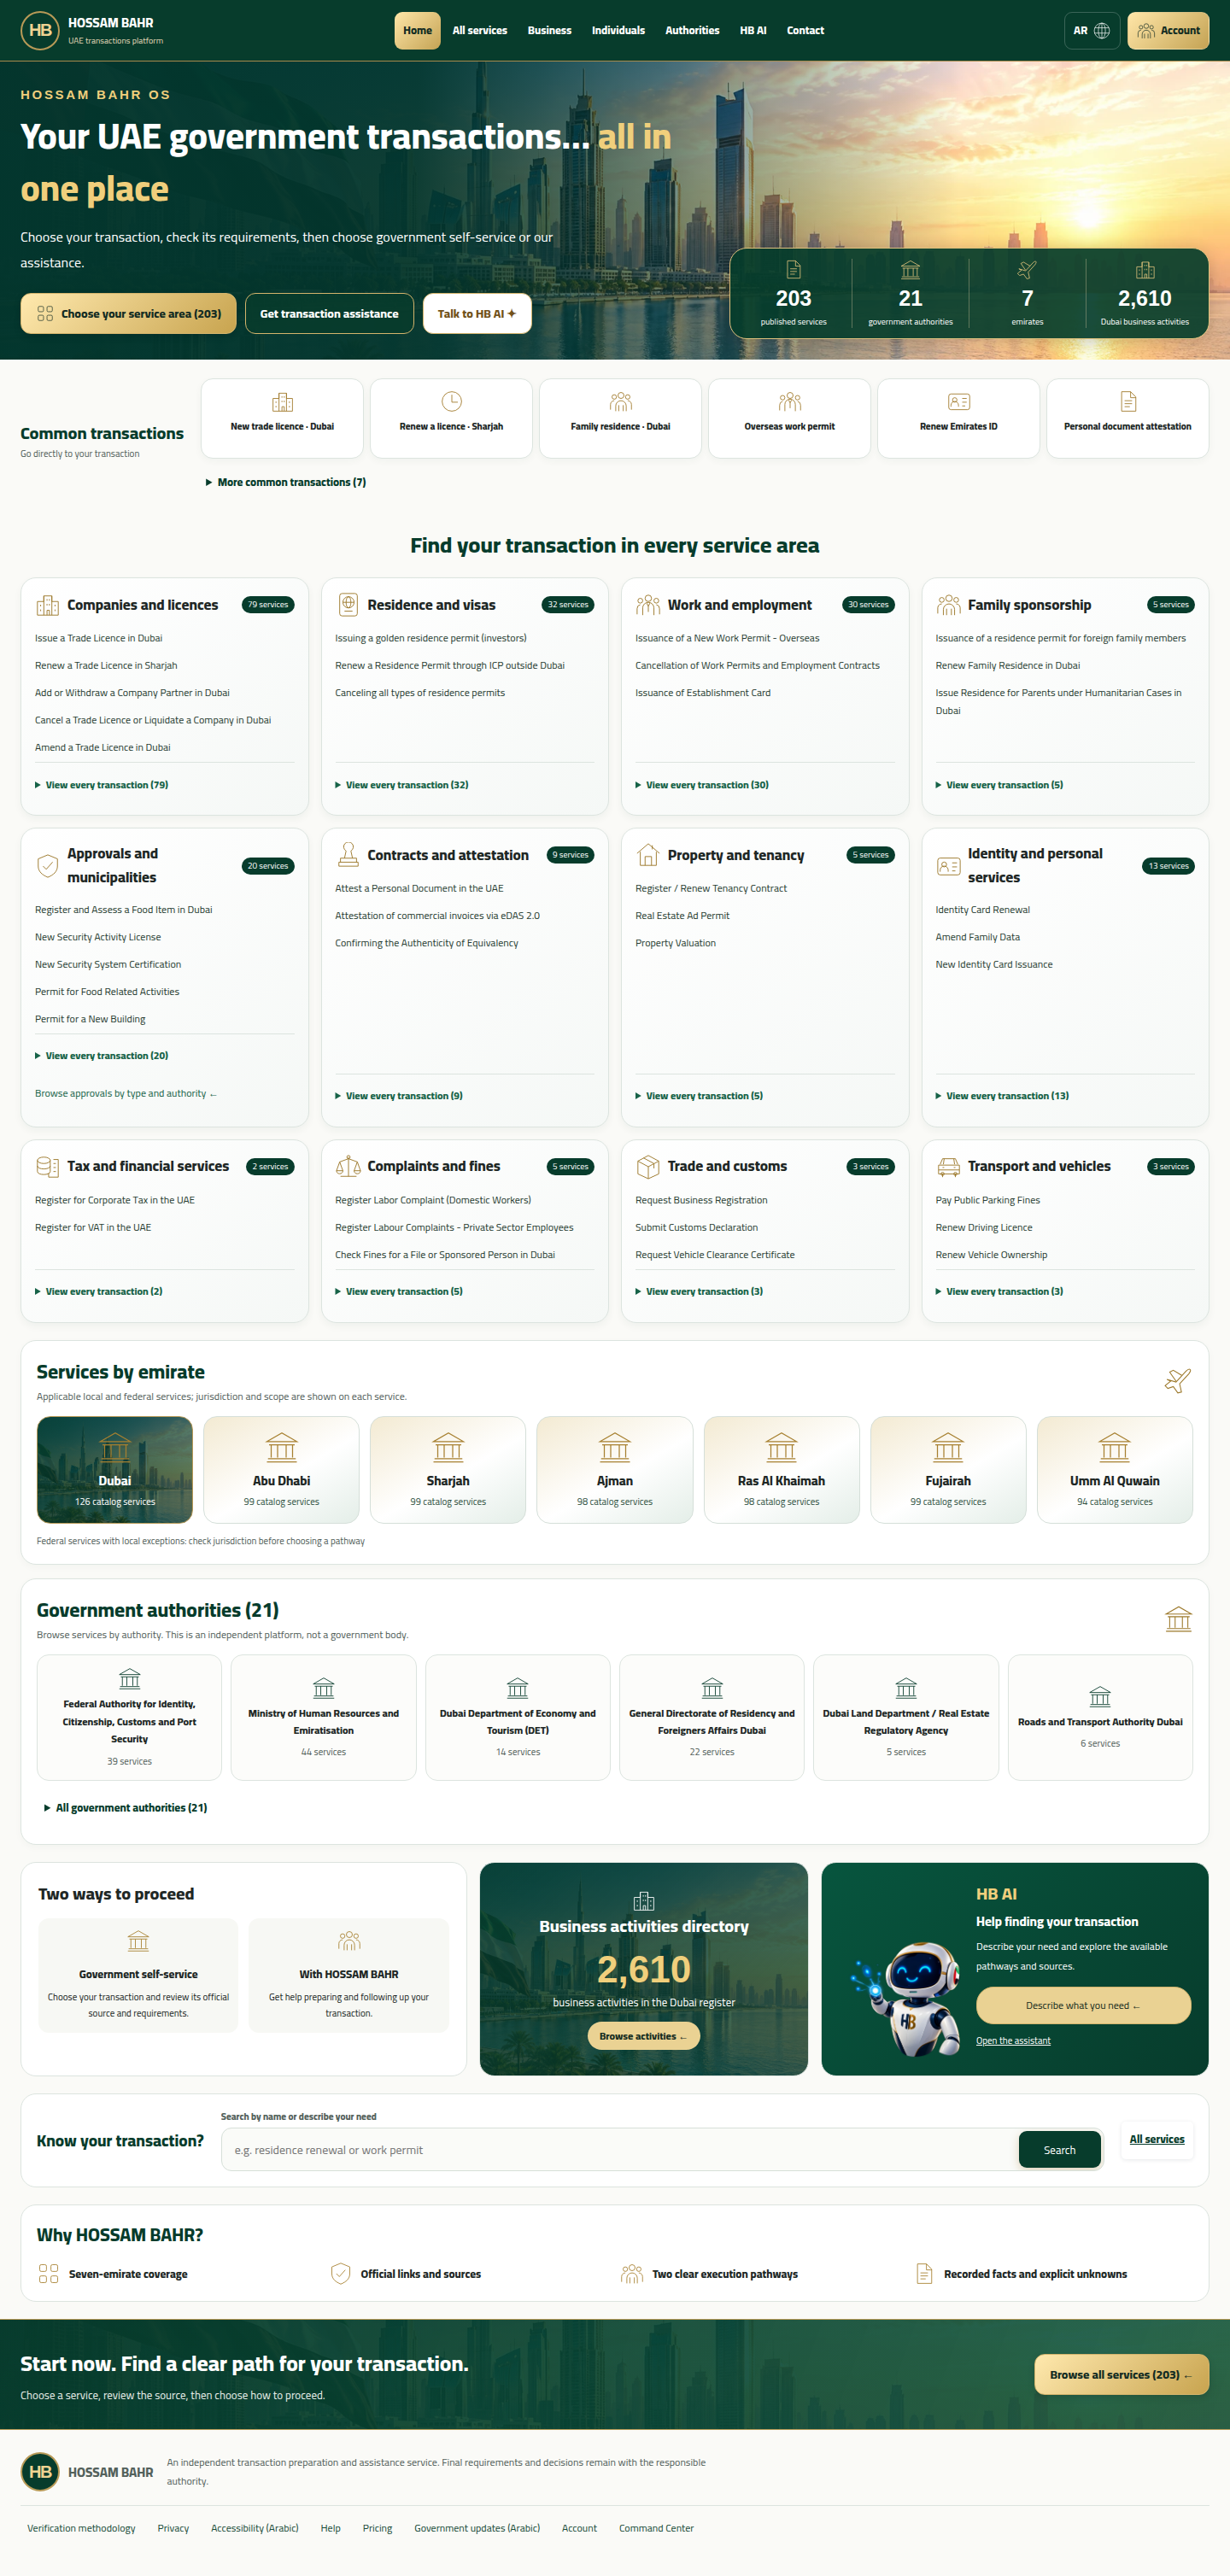 HB
HOSSAM BAHR
UAE transactions platform
Home
All services
Business
Individuals
Authorities
HB AI
Contact
AR
Account
HOSSAM BAHR OS
Your UAE government transactions... all in
one place
Choose your transaction, check its requirements, then choose government self-service or our
assistance.
Choose your service area (203)
Get transaction assistance
Talk to HB AI ✦
203
published services
21
government authorities
7
emirates
2,610
Dubai business activities
Common transactions
Go directly to your transaction
New trade licence · Dubai
Renew a licence · Sharjah
Family residence · Dubai
Overseas work permit
Renew Emirates ID
Personal document attestation
▶ More common transactions (7)
Find your transaction in every service area
Companies and licences
79 services
Issue a Trade Licence in Dubai
Renew a Trade Licence in Sharjah
Add or Withdraw a Company Partner in Dubai
Cancel a Trade Licence or Liquidate a Company in Dubai
Amend a Trade Licence in Dubai
▶ View every transaction (79)
Residence and visas
32 services
Issuing a golden residence permit (investors)
Renew a Residence Permit through ICP outside Dubai
Canceling all types of residence permits
▶ View every transaction (32)
Work and employment
30 services
Issuance of a New Work Permit - Overseas
Cancellation of Work Permits and Employment Contracts
Issuance of Establishment Card
▶ View every transaction (30)
Family sponsorship
5 services
Issuance of a residence permit for foreign family members
Renew Family Residence in Dubai
Issue Residence for Parents under Humanitarian Cases in
Dubai
▶ View every transaction (5)
Approvals and
municipalities
20 services
Register and Assess a Food Item in Dubai
New Security Activity License
New Security System Certification
Permit for Food Related Activities
Permit for a New Building
▶ View every transaction (20)
Browse approvals by type and authority ←
Contracts and attestation
9 services
Attest a Personal Document in the UAE
Attestation of commercial invoices via eDAS 2.0
Confirming the Authenticity of Equivalency
▶ View every transaction (9)
Property and tenancy
5 services
Register / Renew Tenancy Contract
Real Estate Ad Permit
Property Valuation
▶ View every transaction (5)
Identity and personal
services
13 services
Identity Card Renewal
Amend Family Data
New Identity Card Issuance
▶ View every transaction (13)
Tax and financial services
2 services
Register for Corporate Tax in the UAE
Register for VAT in the UAE
▶ View every transaction (2)
Complaints and fines
5 services
Register Labor Complaint (Domestic Workers)
Register Labour Complaints - Private Sector Employees
Check Fines for a File or Sponsored Person in Dubai
▶ View every transaction (5)
Trade and customs
3 services
Request Business Registration
Submit Customs Declaration
Request Vehicle Clearance Certificate
▶ View every transaction (3)
Transport and vehicles
3 services
Pay Public Parking Fines
Renew Driving Licence
Renew Vehicle Ownership
▶ View every transaction (3)
Services by emirate
Applicable local and federal services; jurisdiction and scope are shown on each service.
Dubai
126 catalog services
Abu Dhabi
99 catalog services
Sharjah
99 catalog services
Ajman
98 catalog services
Ras Al Khaimah
98 catalog services
Fujairah
99 catalog services
Umm Al Quwain
94 catalog services
Federal services with local exceptions: check jurisdiction before choosing a pathway
Government authorities (21)
Browse services by authority. This is an independent platform, not a government body.
Federal Authority for Identity,
Citizenship, Customs and Port
Security
39 services
Ministry of Human Resources and
Emiratisation
44 services
Dubai Department of Economy and
Tourism (DET)
14 services
General Directorate of Residency and
Foreigners Affairs Dubai
22 services
Dubai Land Department / Real Estate
Regulatory Agency
5 services
Roads and Transport Authority Dubai
6 services
▶ All government authorities (21)
Two ways to proceed
Government self-service
Choose your transaction and review its official
source and requirements.
With HOSSAM BAHR
Get help preparing and following up your
transaction.
Business activities directory
2,610
business activities in the Dubai register
Browse activities ←
HB
HB AI
Help finding your transaction
Describe your need and explore the available
pathways and sources.
Describe what you need ←
Open the assistant
Know your transaction?
Search by name or describe your need
e.g. residence renewal or work permit
Search
All services
Why HOSSAM BAHR?
Seven-emirate coverage
Official links and sources
Two clear execution pathways
Recorded facts and explicit unknowns
Start now. Find a clear path for your transaction.
Choose a service, review the source, then choose how to proceed.
Browse all services (203) ←
HB
HOSSAM BAHR
An independent transaction preparation and assistance service. Final requirements and decisions remain with the responsible
authority.
Verification methodology
Privacy
Accessibility (Arabic)
Help
Pricing
Government updates (Arabic)
Account
Command Center